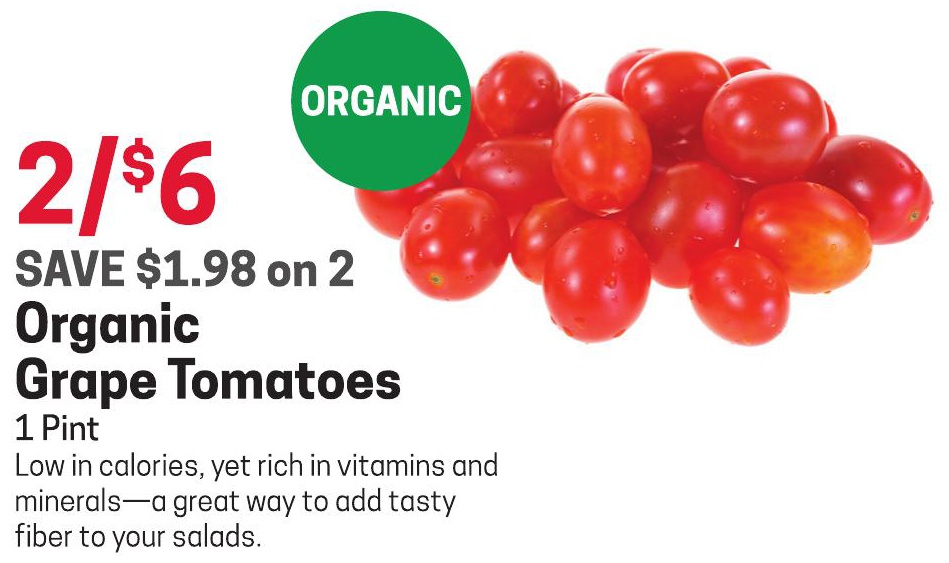 ORGANIC
2/$6
SAVE $1.98 on 2
Organic
Grape Tomatoes
1 Pint
Low in calories, yet rich in vitamins and
minerals—a great way to add tasty
fiber to your salads.